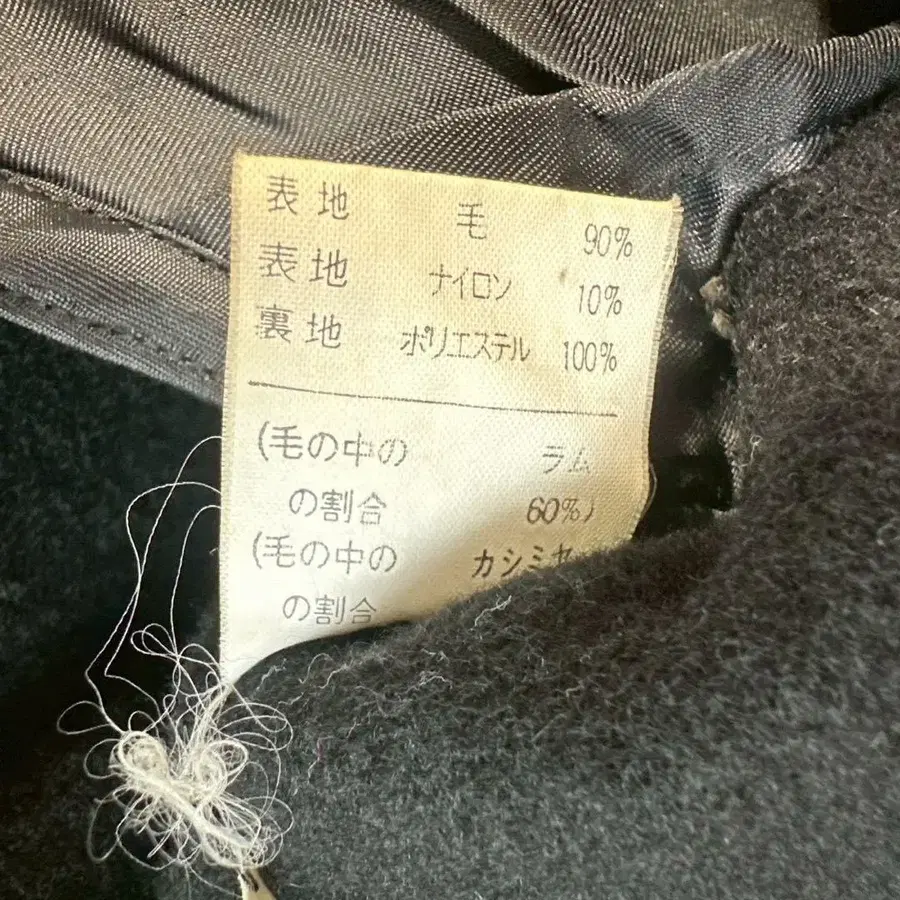 表地 毛 90%
表地 ナイロン 10%
裏地 ポリエステル 100%
(毛の中の ラム
の割合 60%)
(毛の中の カシミヤ
の割合